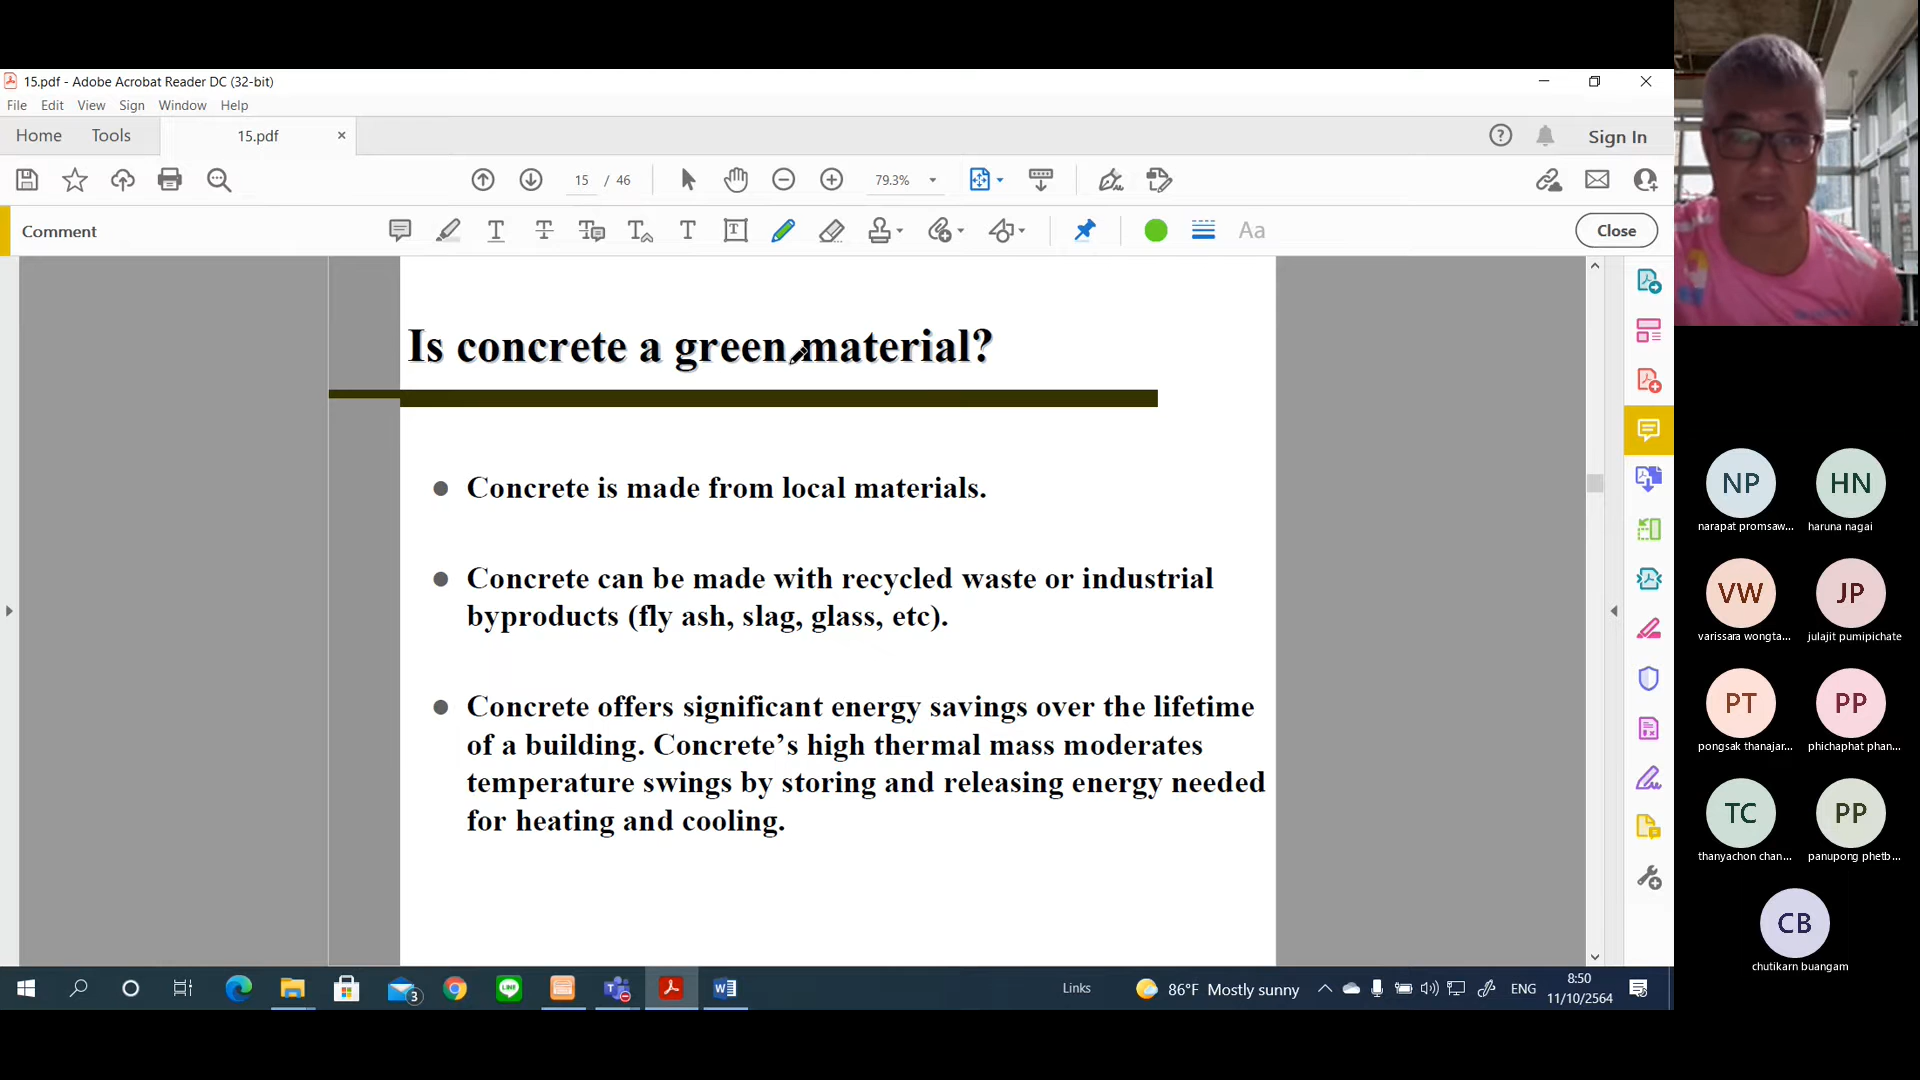 15.pdf - Adobe Acrobat Reader DC (32-bit)
File Edit View Sign Window Help
Home Tools 15.pdf
Sign In
15 / 46
79.3%
Comment
Aa
Close
Is concrete a green material?
Concrete is made from local materials.
Concrete can be made with recycled waste or industrial
byproducts (fly ash, slag, glass, etc).
Concrete offers significant energy savings over the lifetime
of a building. Concrete’s high thermal mass moderates
temperature swings by storing and releasing energy needed
for heating and cooling.
NP HN
narapat promsaw... haruna nagai
VW JP
varissara wongta... julajit pumipichate
PT PP
pongsak thanajar... phichaphat phan...
TC PP
thanyachon chan... panupong phetb...
CB
chutikarn buangam
3
LINE
Links
86°F Mostly sunny
ENG
8:50
11/10/2564